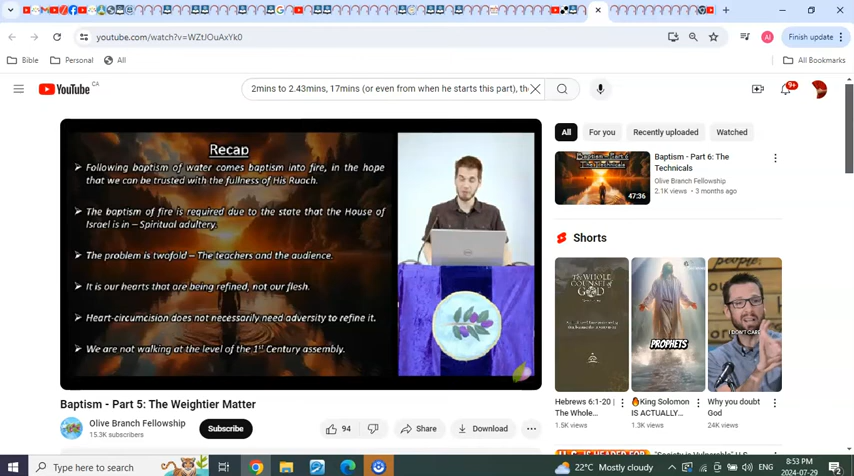 Finish update
youtube.com/watch?v=WZtJOuAxYk0
Bible
Personal
All
All Bookmarks
YouTube CA
2mins to 2.43mins, 17mins (or even from when he starts this part), th
9+
Recap
Following baptism of water comes baptism into fire, in the hope
that we can be trusted with the fullness of His Ruach.
The baptism of fire is required due to the state that the House of
Israel is in – Spiritual adultery.
The problem is twofold – The teachers and the audience.
It is our hearts that are being refined, not our flesh.
Heart-circumcision does not necessarily need adversity to refine it.
We are not walking at the level of the 1st Century assembly.
Baptism - Part 5: The Weightier Matter
Olive Branch Fellowship
15.3K subscribers
Subscribe
94
Share
Download
All
For you
Recently uploaded
Watched
47:36
Baptism - Part 6: The
Technicals
Olive Branch Fellowship
2.1K views • 3 months ago
Shorts
THE WHOLE
COUNSEL
OF GOD
PROPHETS
I DON'T CARE
Hebrews 6:1-20 |
The Whole...
1.5K views
🔥King Solomon
IS ACTUALLY...
1.3K views
Why you doubt
God
24K views
Type here to search
22°C Mostly cloudy
8:53 PM
2024-07-29